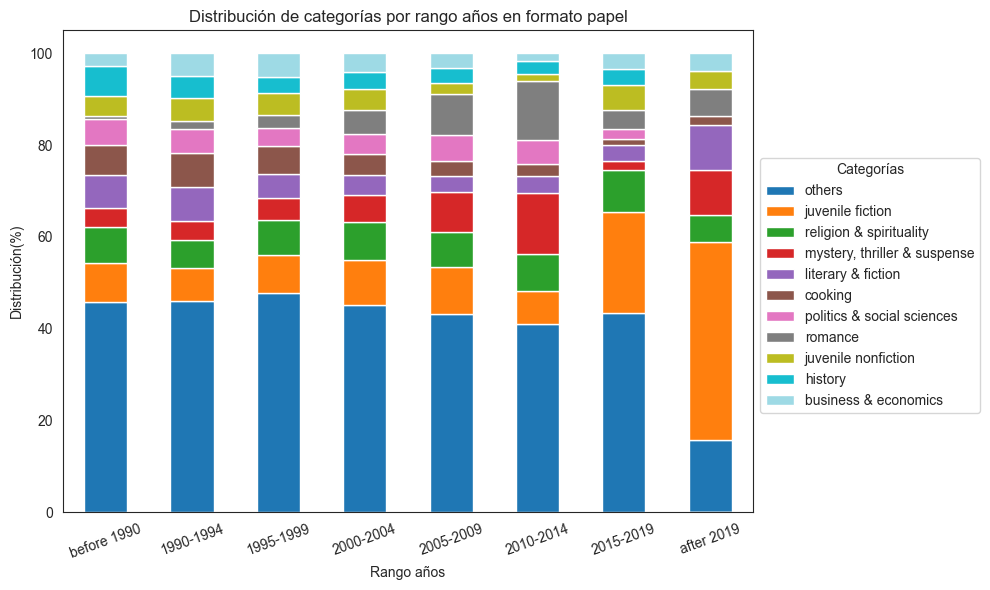 Distribución de categorías por rango años en formato papel
100
80
60
40
20
0
Distribución(%)
before 1990
1990-1994
1995-1999
2000-2004
2005-2009
2010-2014
2015-2019
after 2019
Rango años
Categorías
others
juvenile fiction
religion & spirituality
mystery, thriller & suspense
literary & fiction
cooking
politics & social sciences
romance
juvenile nonfiction
history
business & economics